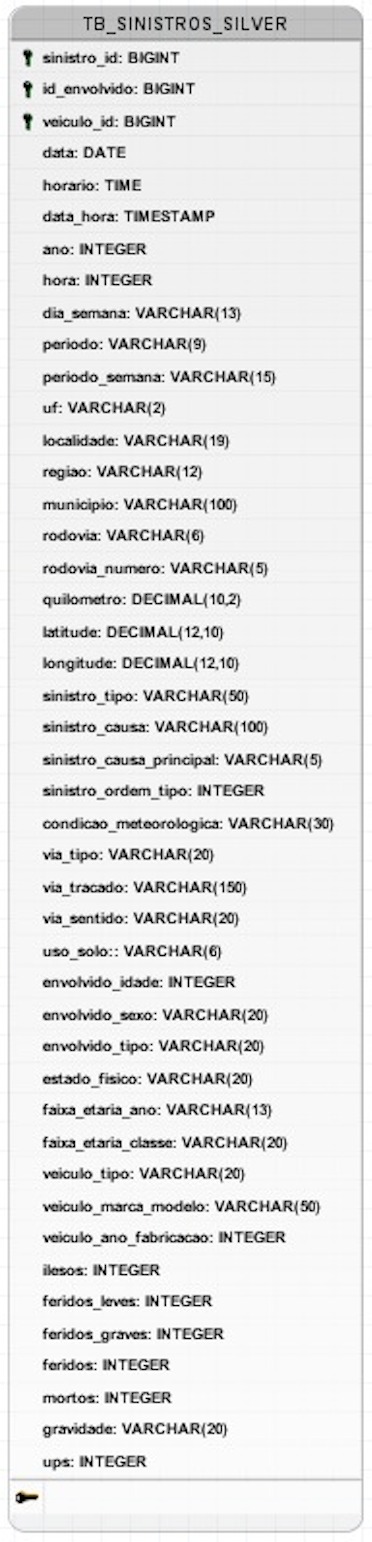 TB_SINISTROS_SILVER
sinistro_id: BIGINT
id_envolvido: BIGINT
veiculo_id: BIGINT
data: DATE
horario: TIME
data_hora: TIMESTAMP
ano: INTEGER
hora: INTEGER
dia_semana: VARCHAR(13)
periodo: VARCHAR(9)
periodo_semana: VARCHAR(15)
uf: VARCHAR(2)
localidade: VARCHAR(19)
regiao: VARCHAR(12)
municipio: VARCHAR(100)
rodovia: VARCHAR(6)
rodovia_numero: VARCHAR(5)
quilometro: DECIMAL(10,2)
latitude: DECIMAL(12,10)
longitude: DECIMAL(12,10)
sinistro_tipo: VARCHAR(50)
sinistro_causa: VARCHAR(100)
sinistro_causa_principal: VARCHAR(5)
sinistro_ordem_tipo: INTEGER
condicao_meteorologica: VARCHAR(30)
via_tipo: VARCHAR(20)
via_tracado: VARCHAR(150)
via_sentido: VARCHAR(20)
uso_solo:: VARCHAR(6)
envolvido_idade: INTEGER
envolvido_sexo: VARCHAR(20)
envolvido_tipo: VARCHAR(20)
estado_fisico: VARCHAR(20)
faixa_etaria_ano: VARCHAR(13)
faixa_etaria_classe: VARCHAR(20)
veiculo_tipo: VARCHAR(20)
veiculo_marca_modelo: VARCHAR(50)
veiculo_ano_fabricacao: INTEGER
ilesos: INTEGER
feridos_leves: INTEGER
feridos_graves: INTEGER
feridos: INTEGER
mortos: INTEGER
gravidade: VARCHAR(20)
ups: INTEGER